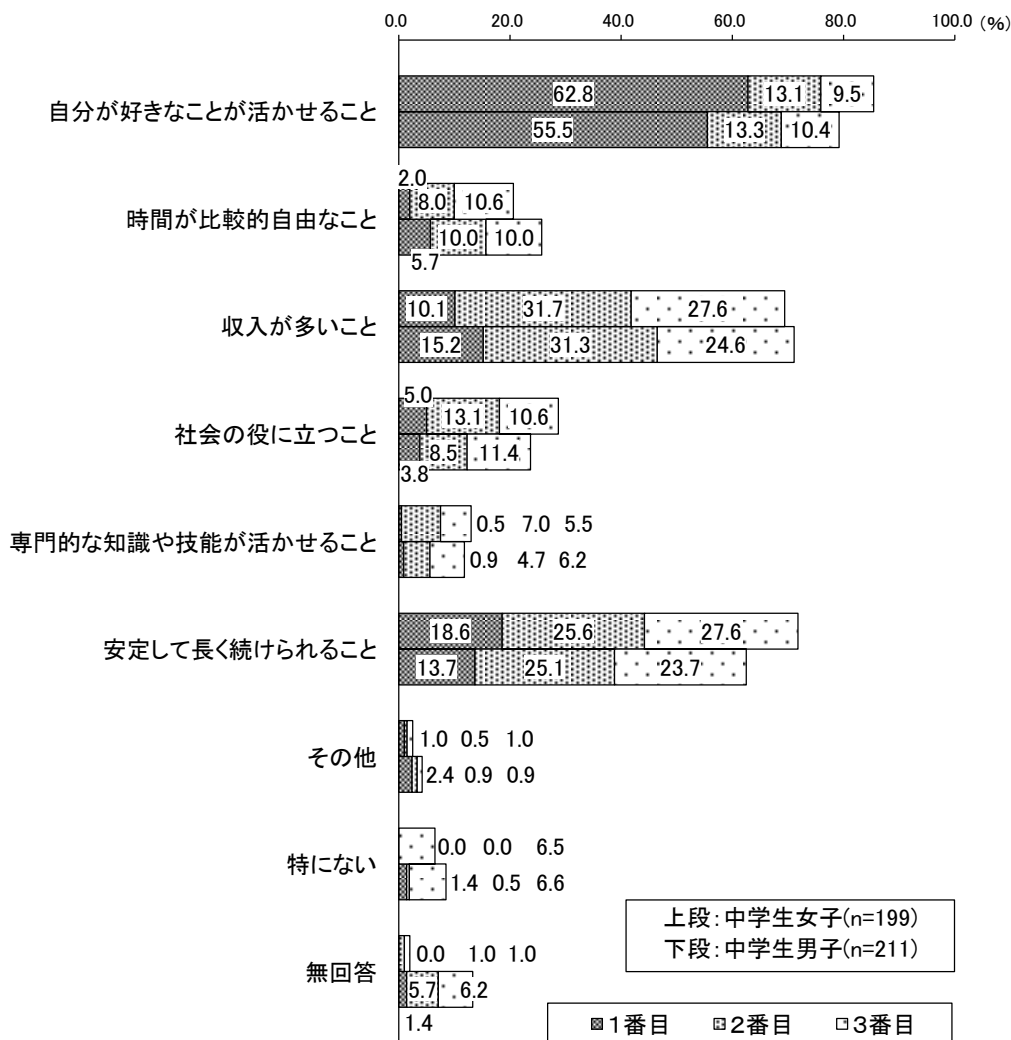 0.0 20.0 40.0 60.0 80.0 100.0 (%)
自分が好きなことが活かせること
62.8 13.1 9.5
55.5 13.3 10.4
時間が比較的自由なこと
2.0 8.0 10.6
5.7 10.0 10.0
収入が多いこと
10.1 31.7 27.6
15.2 31.3 24.6
社会の役に立つこと
5.0 13.1 10.6
3.8 8.5 11.4
専門的な知識や技能が活かせること
0.5 7.0 5.5
0.9 4.7 6.2
安定して長く続けられること
18.6 25.6 27.6
13.7 25.1 23.7
その他
1.0 0.5 1.0
2.4 0.9 0.9
特にない
0.0 0.0 6.5
1.4 0.5 6.6
無回答
0.0 1.0 1.0
1.4 5.7 6.2
上段:中学生女子(n=199)
下段:中学生男子(n=211)
1番目 2番目 3番目